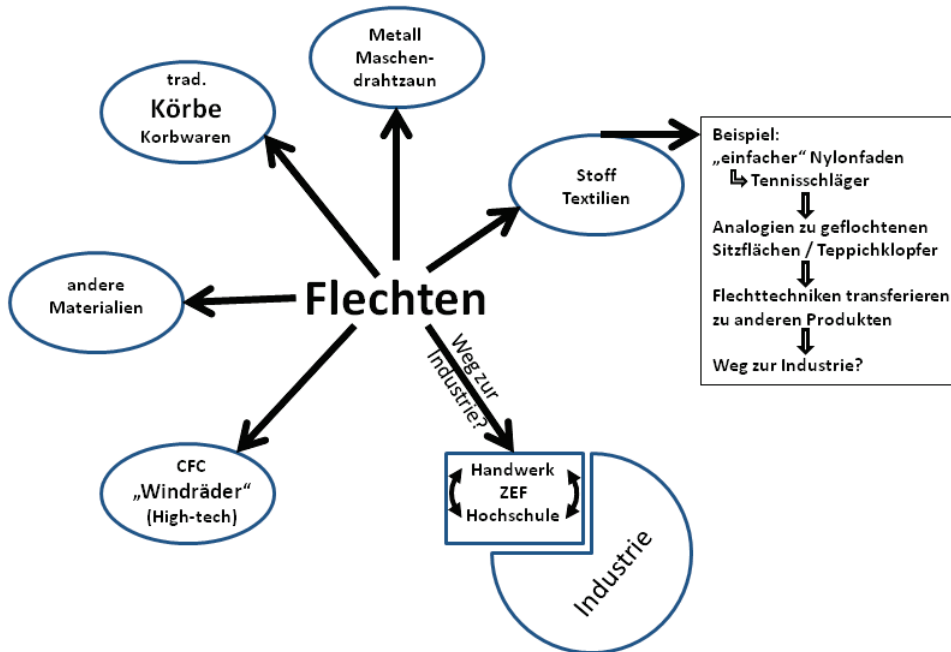 Metall
Maschen-
drahtzaun
trad.
Körbe
Korbwaren
Stoff
Textilien
Beispiel:
„einfacher“ Nylonfaden
Tennisschläger
Analogien zu geflochtenen
Sitzflächen / Teppichklopfer
Flechttechniken transferieren
zu anderen Produkten
Weg zur Industrie?
andere
Materialien
Flechten
Weg zur
Industrie?
CFC
„Windräder“
(High-tech)
Handwerk
ZEF
Hochschule
Industrie